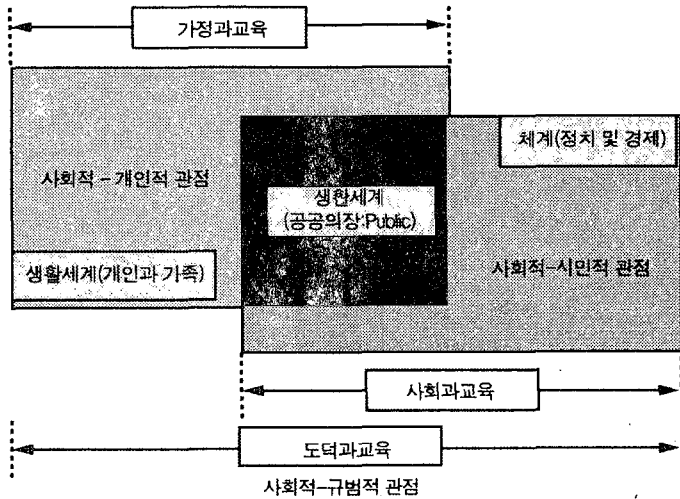 가정과교육
체계(정치 및 경제)
사회적-개인적 관점
생활세계
(공공의장:Public)
생활세계(개인과 가족)
사회적-시민적 관점
사회과교육
도덕과교육
사회적-규범적 관점